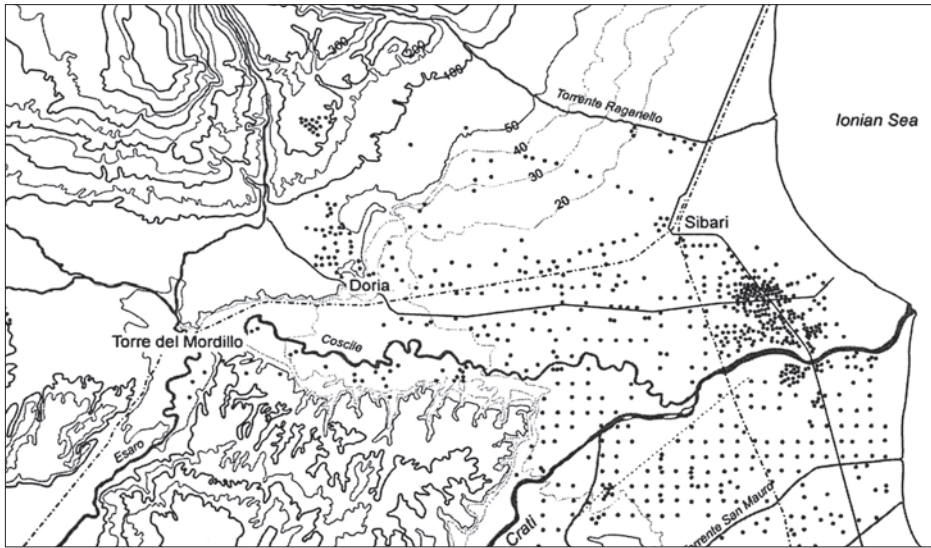 300
200
100
Torrente Raganello
Ionian Sea
50
40
30
20
Sibari
Doria
Torre del Mordillo
Coscile
Esaro
Crati
Torrente San Mauro